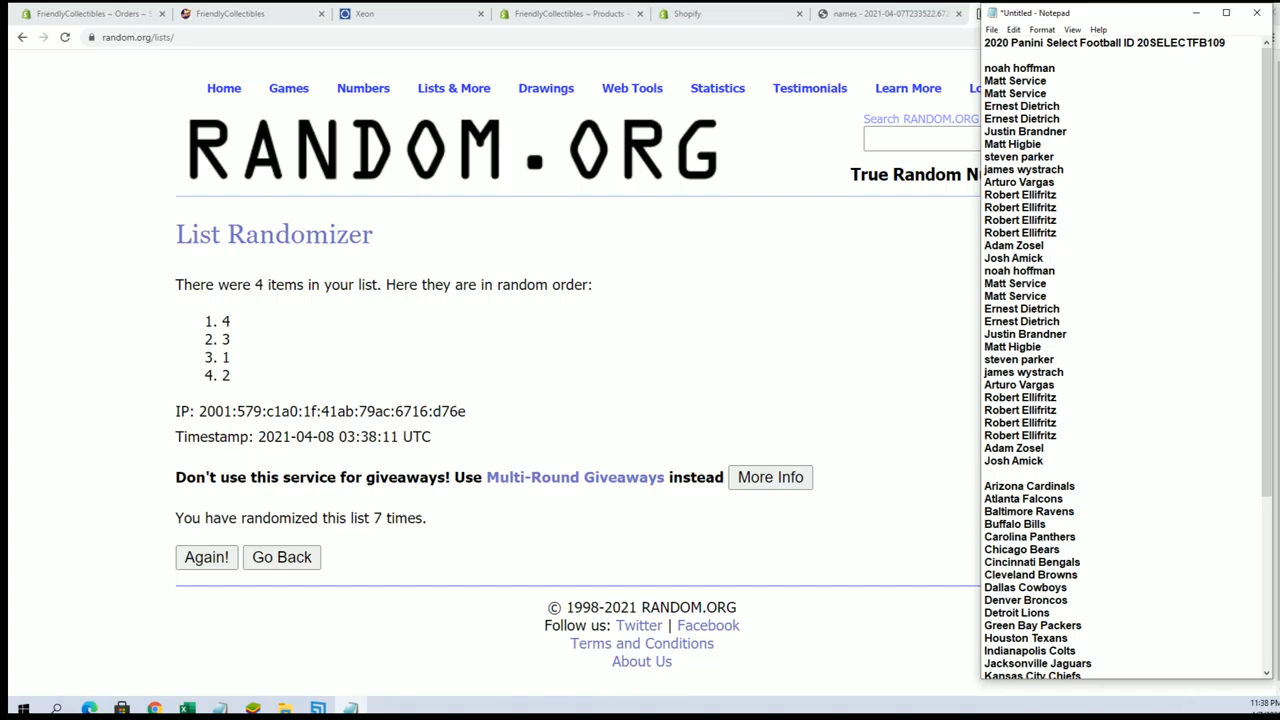 FriendlyCollectibles ~ Orders ~ S
FriendlyCollectibles
Xeon
FriendlyCollectibles ~ Products ~
Shopify
names - 2021-04-07T233522.67
random.org/lists/
Home
Games
Numbers
Lists & More
Drawings
Web Tools
Statistics
Testimonials
Learn More
Lo
RANDOM.ORG
Search RANDOM.ORG
True Random N
List Randomizer
There were 4 items in your list. Here they are in random order:
1. 4
2. 3
3. 1
4. 2
IP: 2001:579:c1a0:1f:41ab:79ac:6716:d76e
Timestamp: 2021-04-08 03:38:11 UTC
Don't use this service for giveaways! Use Multi-Round Giveaways instead More Info
You have randomized this list 7 times.
Again! Go Back
© 1998-2021 RANDOM.ORG
Follow us: Twitter | Facebook
Terms and Conditions
About Us
*Untitled - Notepad
File Edit Format View Help
2020 Panini Select Football ID 20SELECTFB109
noah hoffman
Matt Service
Matt Service
Ernest Dietrich
Ernest Dietrich
Justin Brandner
Matt Higbie
steven parker
james wystrach
Arturo Vargas
Robert Ellifritz
Robert Ellifritz
Robert Ellifritz
Robert Ellifritz
Adam Zosel
Josh Amick
noah hoffman
Matt Service
Matt Service
Ernest Dietrich
Ernest Dietrich
Justin Brandner
Matt Higbie
steven parker
james wystrach
Arturo Vargas
Robert Ellifritz
Robert Ellifritz
Robert Ellifritz
Robert Ellifritz
Adam Zosel
Josh Amick
Arizona Cardinals
Atlanta Falcons
Baltimore Ravens
Buffalo Bills
Carolina Panthers
Chicago Bears
Cincinnati Bengals
Cleveland Browns
Dallas Cowboys
Denver Broncos
Detroit Lions
Green Bay Packers
Houston Texans
Indianapolis Colts
Jacksonville Jaguars
Kansas City Chiefs
11:38 PM